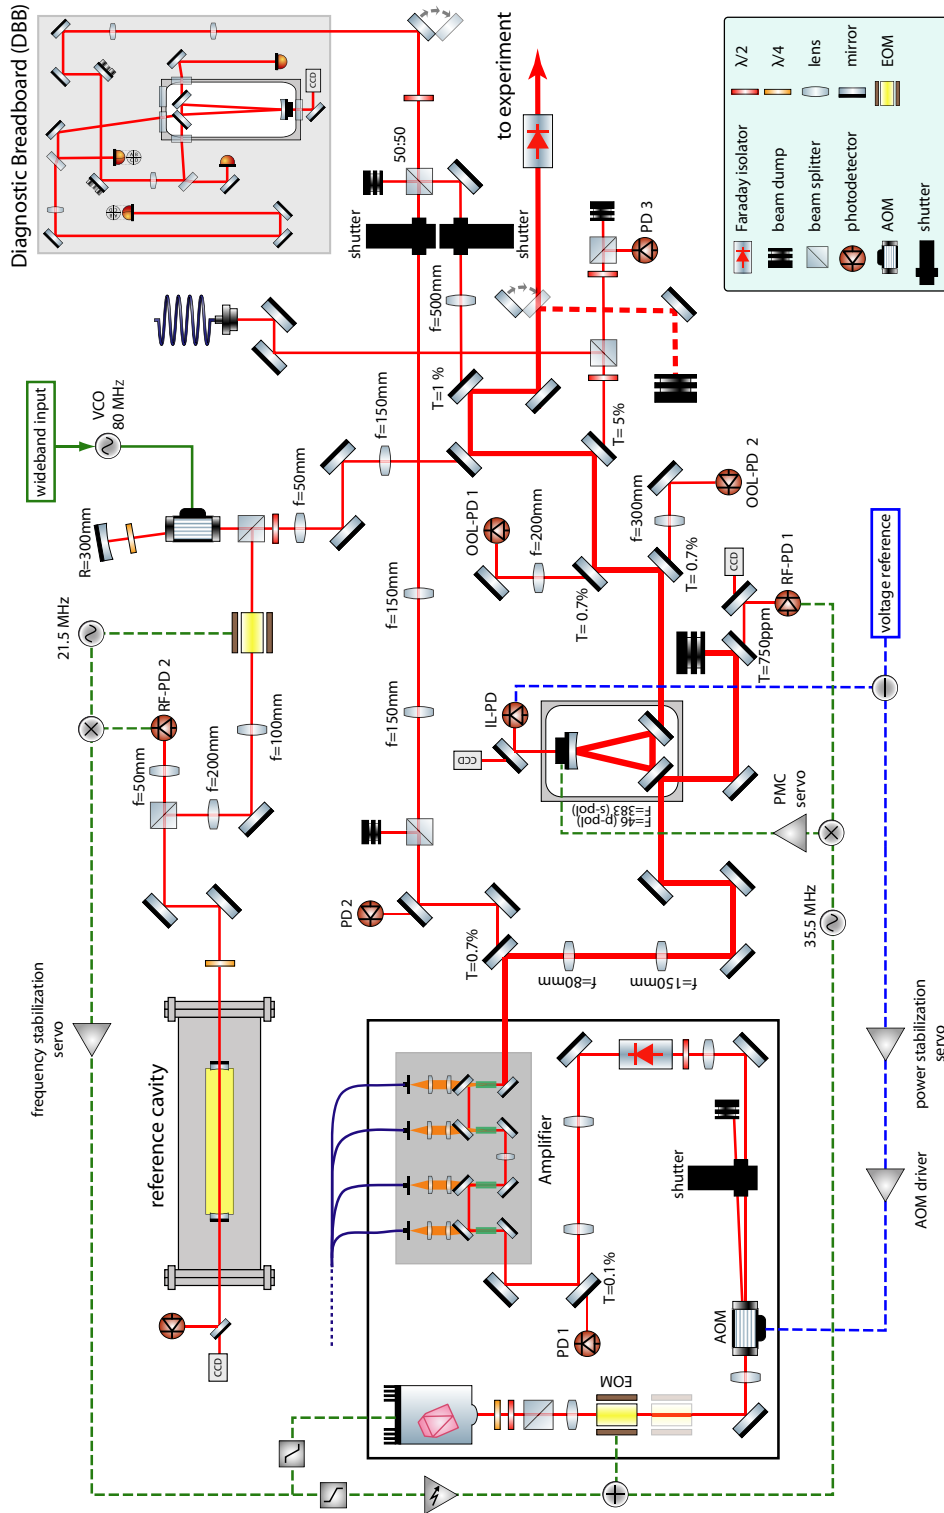 Diagnostic Breadboard (DBB)
CCD
50:50
shutter
shutter
to experiment
λ/2
λ/4
lens
mirror
EOM
Faraday isolator
beam dump
beam splitter
photodetector
AOM
shutter
PD 3
f=500mm
T=1 %
T= 5%
wideband input
VCO
80 MHz
R=300mm
f=50mm
f=150mm
21.5 MHz
RF-PD 2
f=50mm
f=200mm
f=100mm
f=150mm
f=150mm
OOL-PD 1
f=200mm
T= 0.7%
f=300mm
T= 0.7%
OOL-PD 2
CCD
RF-PD 1
T=750ppm
voltage reference
IL-PD
CCD
F=46 (p-pol)
F=383 (s-pol)
PMC
servo
35.5 MHz
PD 2
T=0.7%
f=80mm
f=150mm
frequency stabilization
servo
reference cavity
CCD
Amplifier
T=0.1%
PD 1
EOM
AOM
shutter
AOM driver
power stabilization
servo